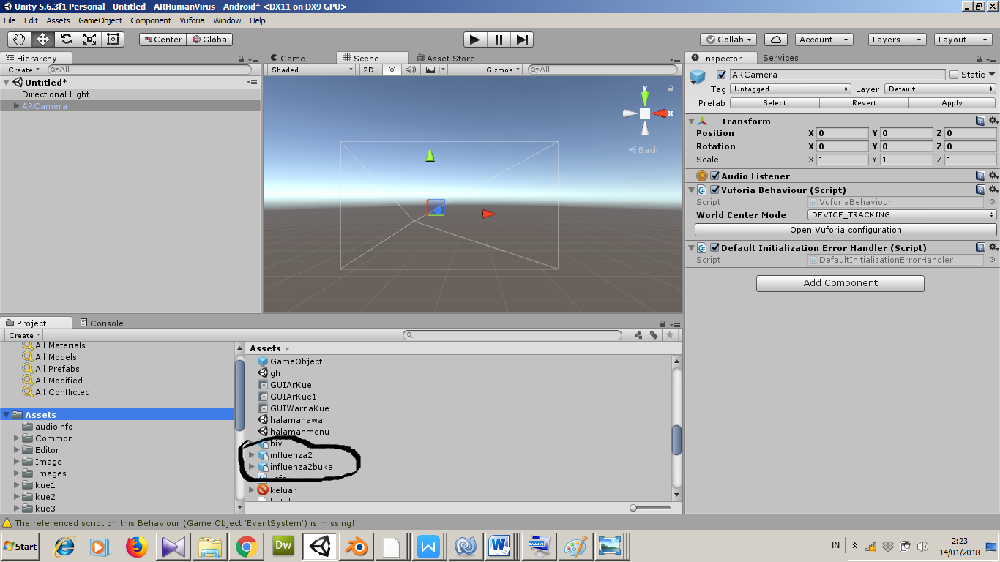 Unity 5.6.3f1 Personal - Untitled - ARHumanVirus - Android* <DX11 on DX9 GPU>
File Edit Assets GameObject Component Vuforia Window Help
Center Global Collab Account Layers Layout
Hierarchy
Create All
Untitled*
Directional Light
ARCamera
Game Scene Asset Store
Shaded 2D Gizmos All
y
x
Back
Inspector Services
ARCamera Static
Tag Untagged Layer Default
Prefab Select Revert Apply
Transform
Position X 0 Y 0 Z 0
Rotation X 0 Y 0 Z 0
Scale X 1 Y 1 Z 1
Audio Listener
Vuforia Behaviour (Script)
Script VuforiaBehaviour
World Center Mode DEVICE_TRACKING
Open Vuforia configuration
Default Initialization Error Handler (Script)
Script DefaultInitializationErrorHandler
Add Component
Project Console
Create
All Materials
All Models
All Prefabs
All Modified
All Conflicted
Assets
audioinfo
Common
Editor
Image
Images
kue1
kue2
kue3
Assets
GameObject
gh
GUIArKue
GUIArKue1
GUIWarnaKue
halamanawal
halamanmenu
hiv
influenza2
influenza2buka
keluar
The referenced script on this Behaviour (Game Object 'EventSystem') is missing!
Start Dw W IN 2:23
14/01/2018